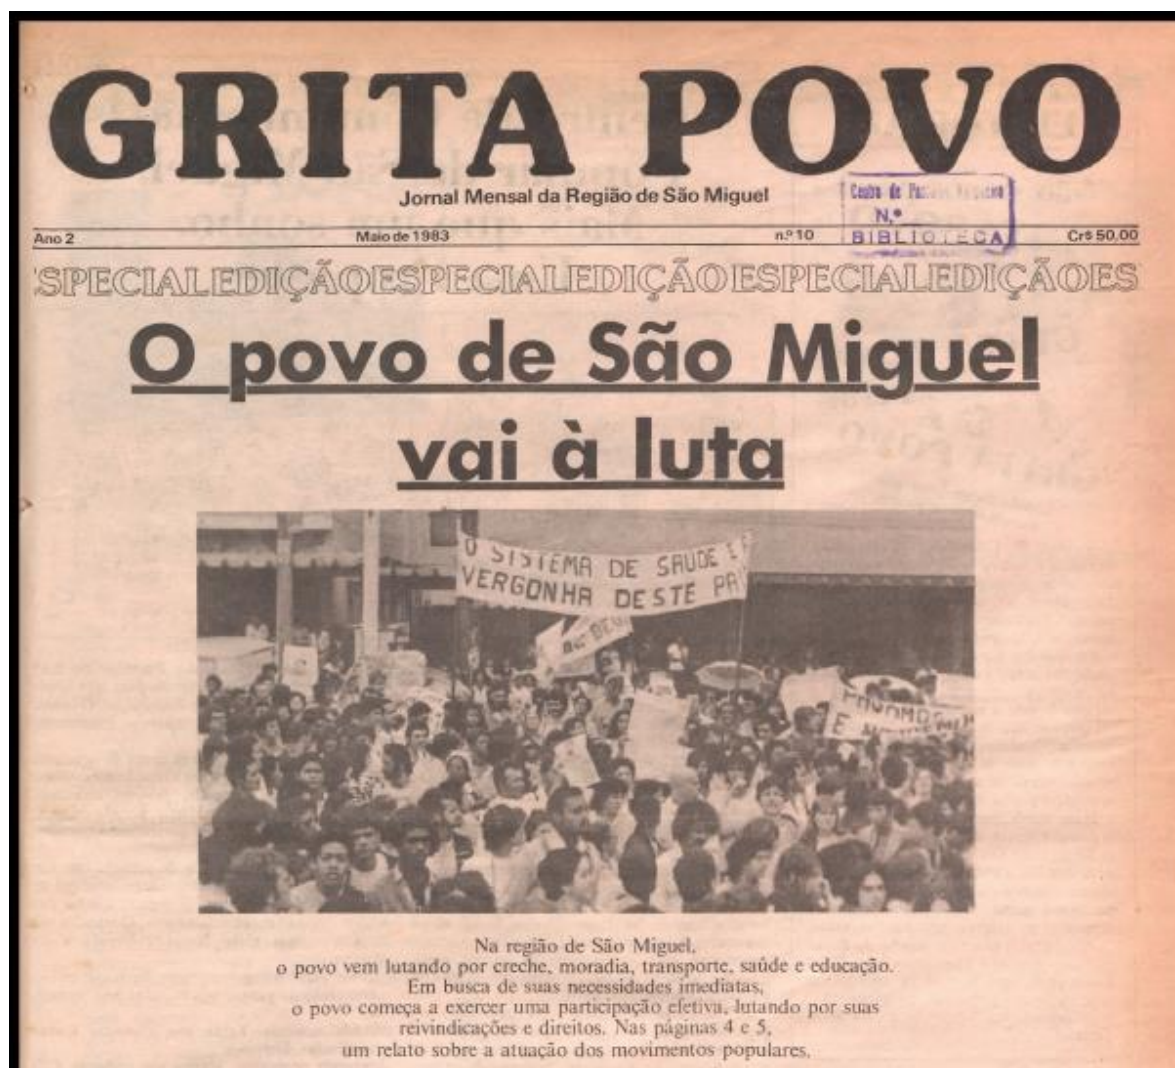 GRITA POVO
Jornal Mensal da Região de São Miguel
Ano 2 Maio de 1983 n.º 10 Cr$ 50,00
Centro de
N.º
BIBLIOTECA
ESPECIALEDIÇÃOESPECIALEDIÇÃOESPECIALEDIÇÃOES
O povo de São Miguel
vai à luta
O SISTEMA DE SAUDE É
VERGONHA DESTE PA
Na região de São Miguel,
o povo vem lutando por creche, moradia, transporte, saúde e educação.
Em busca de suas necessidades imediatas,
o povo começa a exercer uma participação efetiva, lutando por suas
reivindicações e direitos. Nas páginas 4 e 5,
um relato sobre a atuação dos movimentos populares.